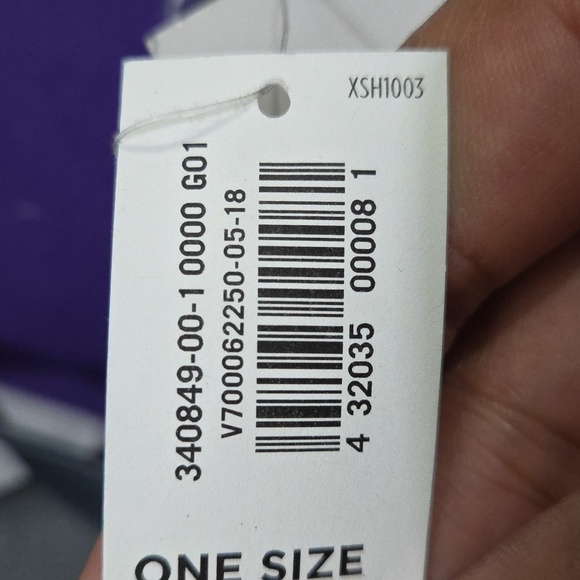 XSH1003
340849-00-1 0000 G01
V700062250-05-18
4 32035 00008 1
ONE SIZE